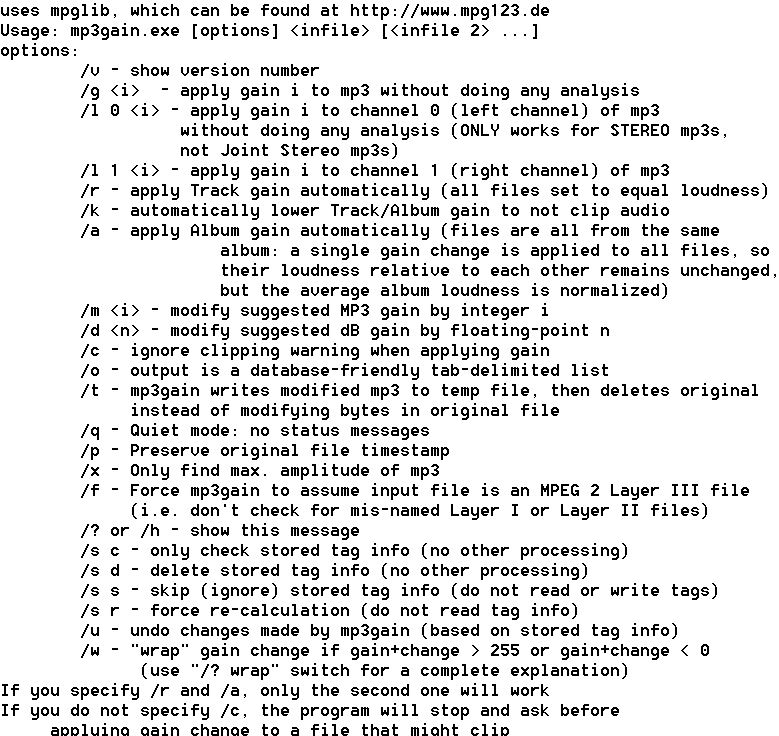 uses mpglib, which can be found at http://www.mpg123.de
Usage: mp3gain.exe [options] <infile> [<infile 2> ...]
options:
        /v - show version number
        /g <i>  - apply gain i to mp3 without doing any analysis
        /l 0 <i> - apply gain i to channel 0 (left channel) of mp3
                  without doing any analysis (ONLY works for STEREO mp3s,
                  not Joint Stereo mp3s)
        /l 1 <i> - apply gain i to channel 1 (right channel) of mp3
        /r - apply Track gain automatically (all files set to equal loudness)
        /k - automatically lower Track/Album gain to not clip audio
        /a - apply Album gain automatically (files are all from the same
                      album: a single gain change is applied to all files, so
                      their loudness relative to each other remains unchanged,
                      but the average album loudness is normalized)
        /m <i> - modify suggested MP3 gain by integer i
        /d <n> - modify suggested dB gain by floating-point n
        /c - ignore clipping warning when applying gain
        /o - output is a database-friendly tab-delimited list
        /t - mp3gain writes modified mp3 to temp file, then deletes original
             instead of modifying bytes in original file
        /q - Quiet mode: no status messages
        /p - Preserve original file timestamp
        /x - Only find max. amplitude of mp3
        /f - Force mp3gain to assume input file is an MPEG 2 Layer III file
             (i.e. don't check for mis-named Layer I or Layer II files)
        /? or /h - show this message
        /s c - only check stored tag info (no other processing)
        /s d - delete stored tag info (no other processing)
        /s s - skip (ignore) stored tag info (do not read or write tags)
        /s r - force re-calculation (do not read tag info)
        /u - undo changes made by mp3gain (based on stored tag info)
        /w - "wrap" gain change if gain+change > 255 or gain+change < 0
              (use "/? wrap" switch for a complete explanation)
If you specify /r and /a, only the second one will work
If you do not specify /c, the program will stop and ask before
     applying gain change to a file that might clip